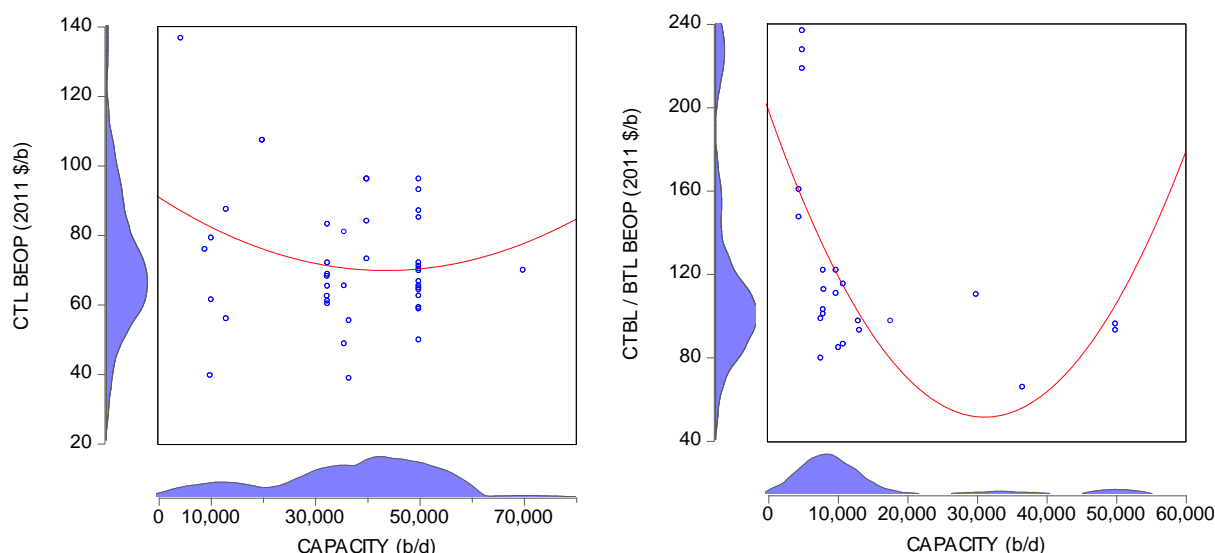 140
120
100
80
60
40
20
CTL BEOP (2011 $/b)
0 10,000 30,000 50,000 70,000
CAPACITY (b/d)
240
200
160
120
80
40
CTBL / BTL BEOP (2011 $/b)
0 10,000 20,000 30,000 40,000 50,000 60,000
CAPACITY (b/d)